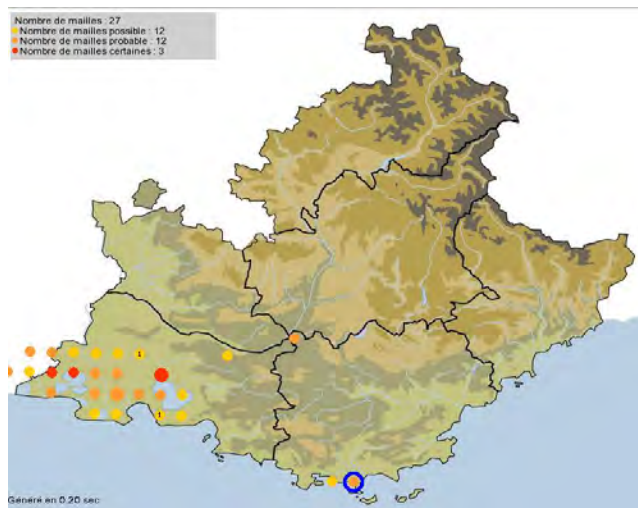 Nombre de mailles : 27
Nombre de mailles possible : 12
Nombre de mailles probable : 12
Nombre de mailles certaines : 3
1
1
Généré en 0.20 sec